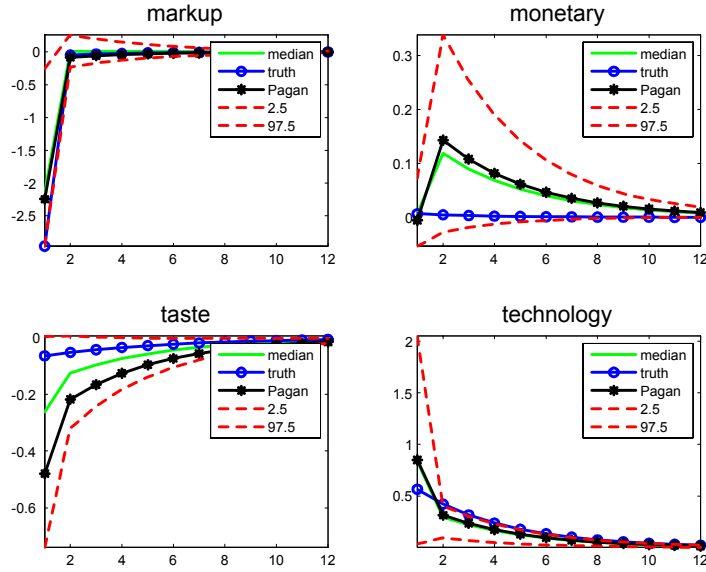 markup
0
-0.5
-1
-1.5
-2
-2.5
2 4 6 8 10 12
median
truth
Pagan
2.5
97.5
monetary
0.3
0.2
0.1
0
2 4 6 8 10 12
median
truth
Pagan
2.5
97.5
taste
0
-0.2
-0.4
-0.6
2 4 6 8 10 12
median
truth
Pagan
2.5
97.5
technology
2
1.5
1
0.5
2 4 6 8 10 12
median
truth
Pagan
2.5
97.5